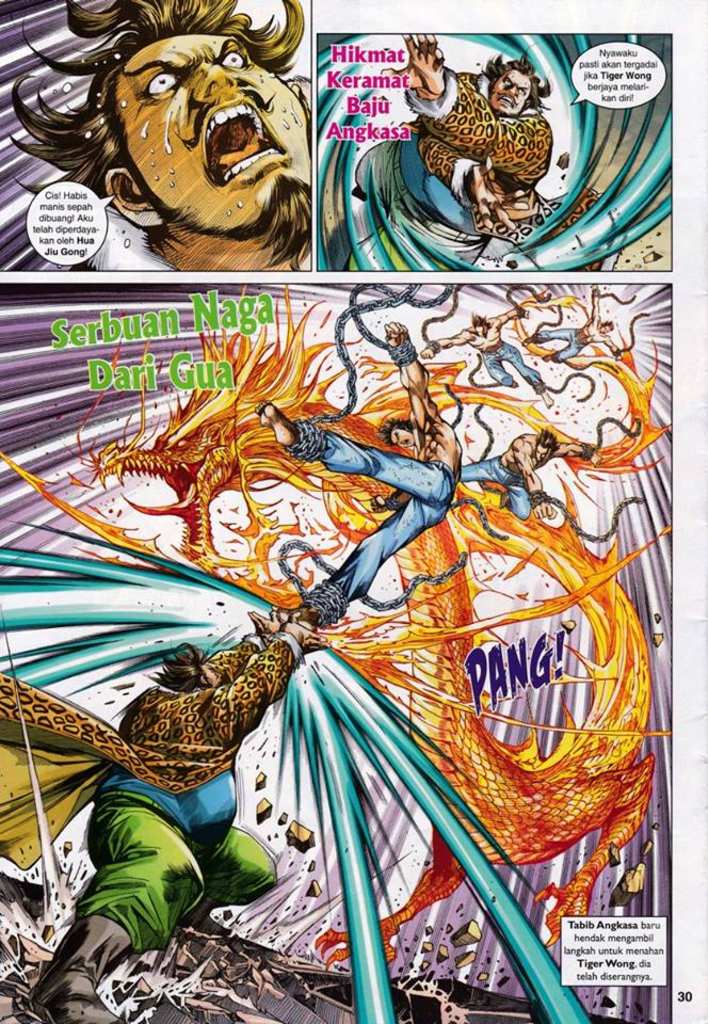 Cis! Habis
manis sepah
dibuang! Aku
telah diperdaya-
kan oleh Hua
Jiu Gong!
Hikmat
Keramat
Baju
Angkasa
Nyawaku
pasti akan tergadai
jika Tiger Wong
berjaya melari-
kan diri!
Serbuan Naga
Dari Gua
PANG!
Tabib Angkasa baru
hendak mengambil
langkah untuk menahan
Tiger Wong, dia
telah diserangnya.
30